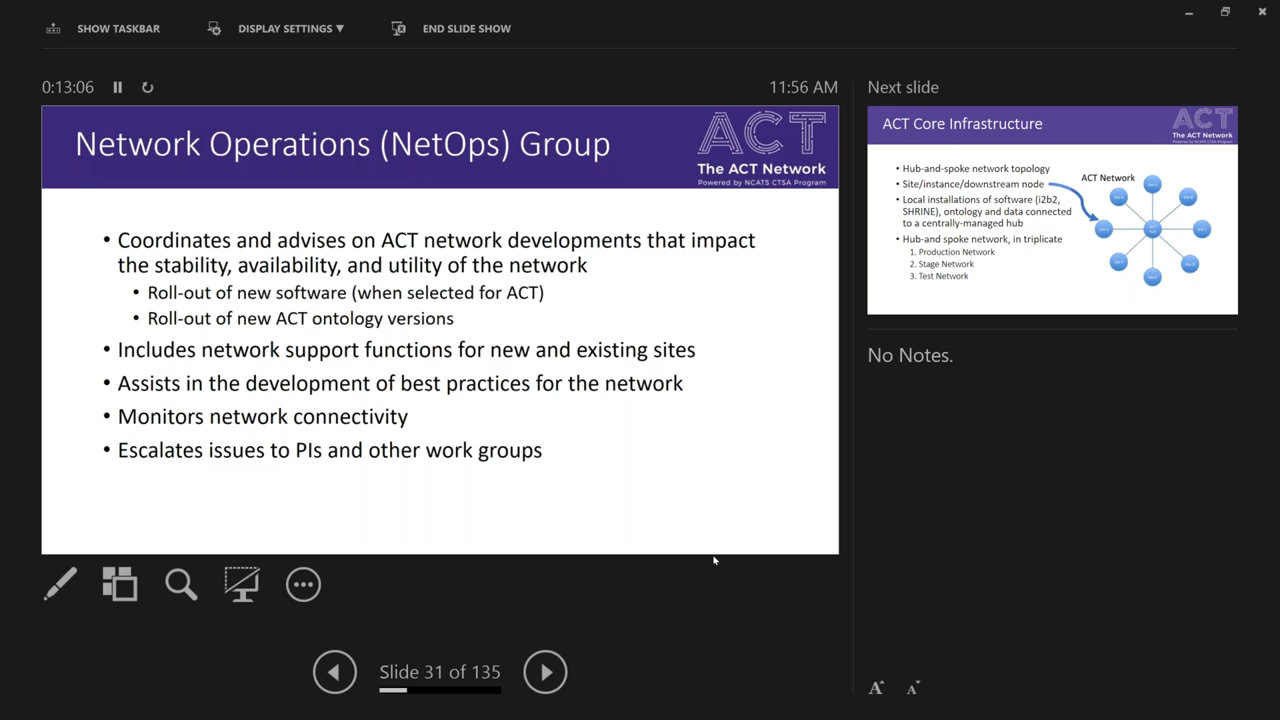 SHOW TASKBAR
DISPLAY SETTINGS ▼
END SLIDE SHOW
0:13:06
11:56 AM
Network Operations (NetOps) Group
ACT
The ACT Network
Powered by NCATS CTSA Program
• Coordinates and advises on ACT network developments that impact
the stability, availability, and utility of the network
• Roll-out of new software (when selected for ACT)
• Roll-out of new ACT ontology versions
• Includes network support functions for new and existing sites
• Assists in the development of best practices for the network
• Monitors network connectivity
• Escalates issues to PIs and other work groups
Slide 31 of 135
Next slide
ACT Core Infrastructure
ACT
The ACT Network
Powered by NCATS CTSA Program
• Hub-and-spoke network topology
• Site/instance/downstream node
• Local installations of software (i2b2,
SHRINE), ontology and data connected
to a centrally-managed hub
• Hub and spoke network, in triplicate
1. Production Network
2. Stage Network
3. Test Network
ACT Network
No Notes.
A
A